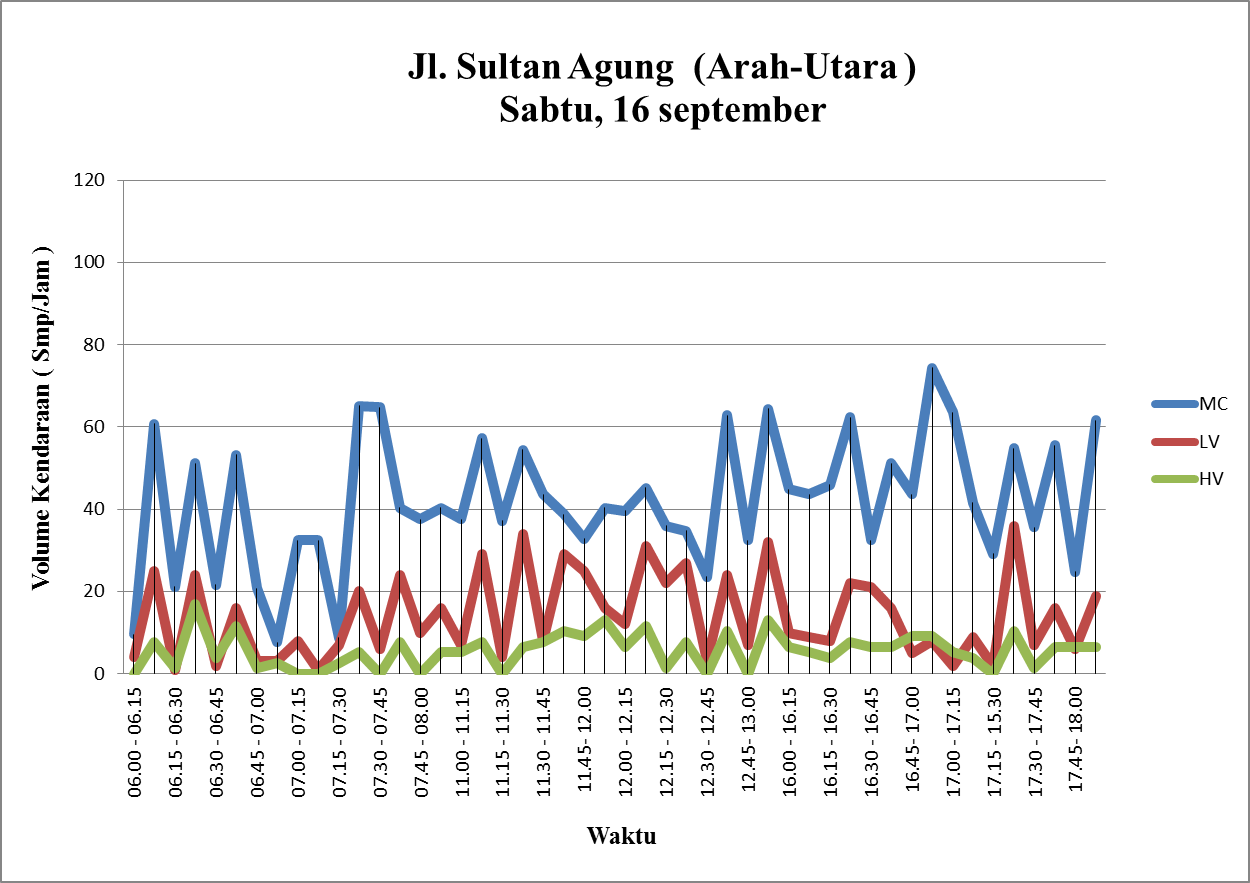 Jl. Sultan Agung (Arah-Utara )
Sabtu, 16 september
Volume Kendaraan ( Smp/Jam )
120
100
80
60
40
20
0
06.00 - 06.15
06.15 - 06.30
06.30 - 06.45
06.45 - 07.00
07.00 - 07.15
07.15 - 07.30
07.30 - 07.45
07.45 - 08.00
11.00 - 11.15
11.15 - 11.30
11.30 - 11.45
11.45- 12.00
12.00 - 12.15
12.15 - 12.30
12.30 - 12.45
12.45- 13.00
16.00 - 16.15
16.15 - 16.30
16.30 - 16.45
16.45- 17.00
17.00 - 17.15
17.15 - 15.30
17.30 - 17.45
17.45- 18.00
Waktu
MC
LV
HV